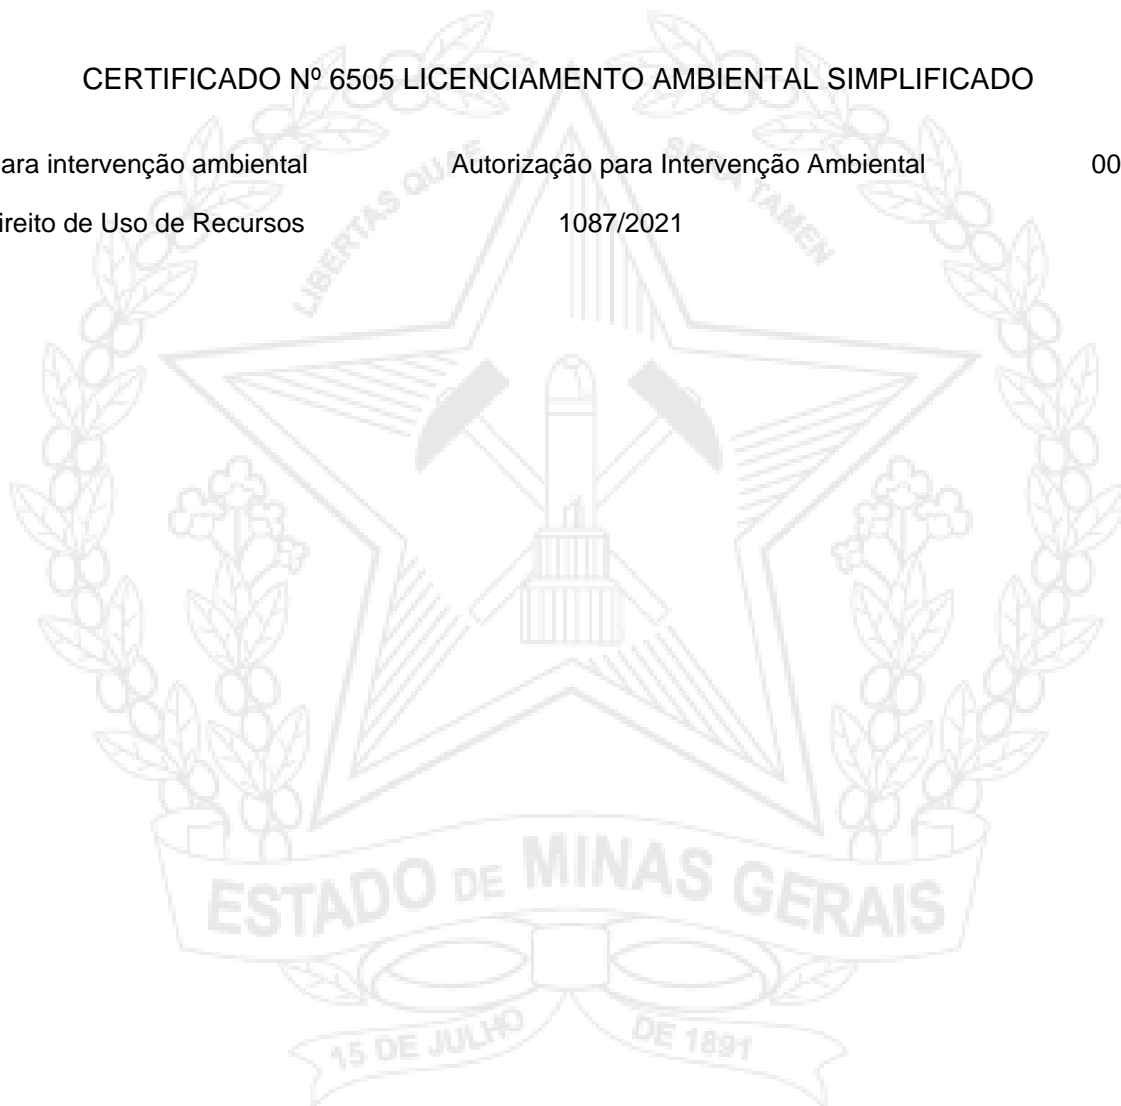 CERTIFICADO Nº 6505 LICENCIAMENTO AMBIENTAL SIMPLIFICADO
ara intervenção ambiental Autorização para Intervenção Ambiental 00
ireito de Uso de Recursos 1087/2021
LIBERTAS QUAE SERA TAMEN
ESTADO DE MINAS GERAIS
15 DE JULHO DE 1891